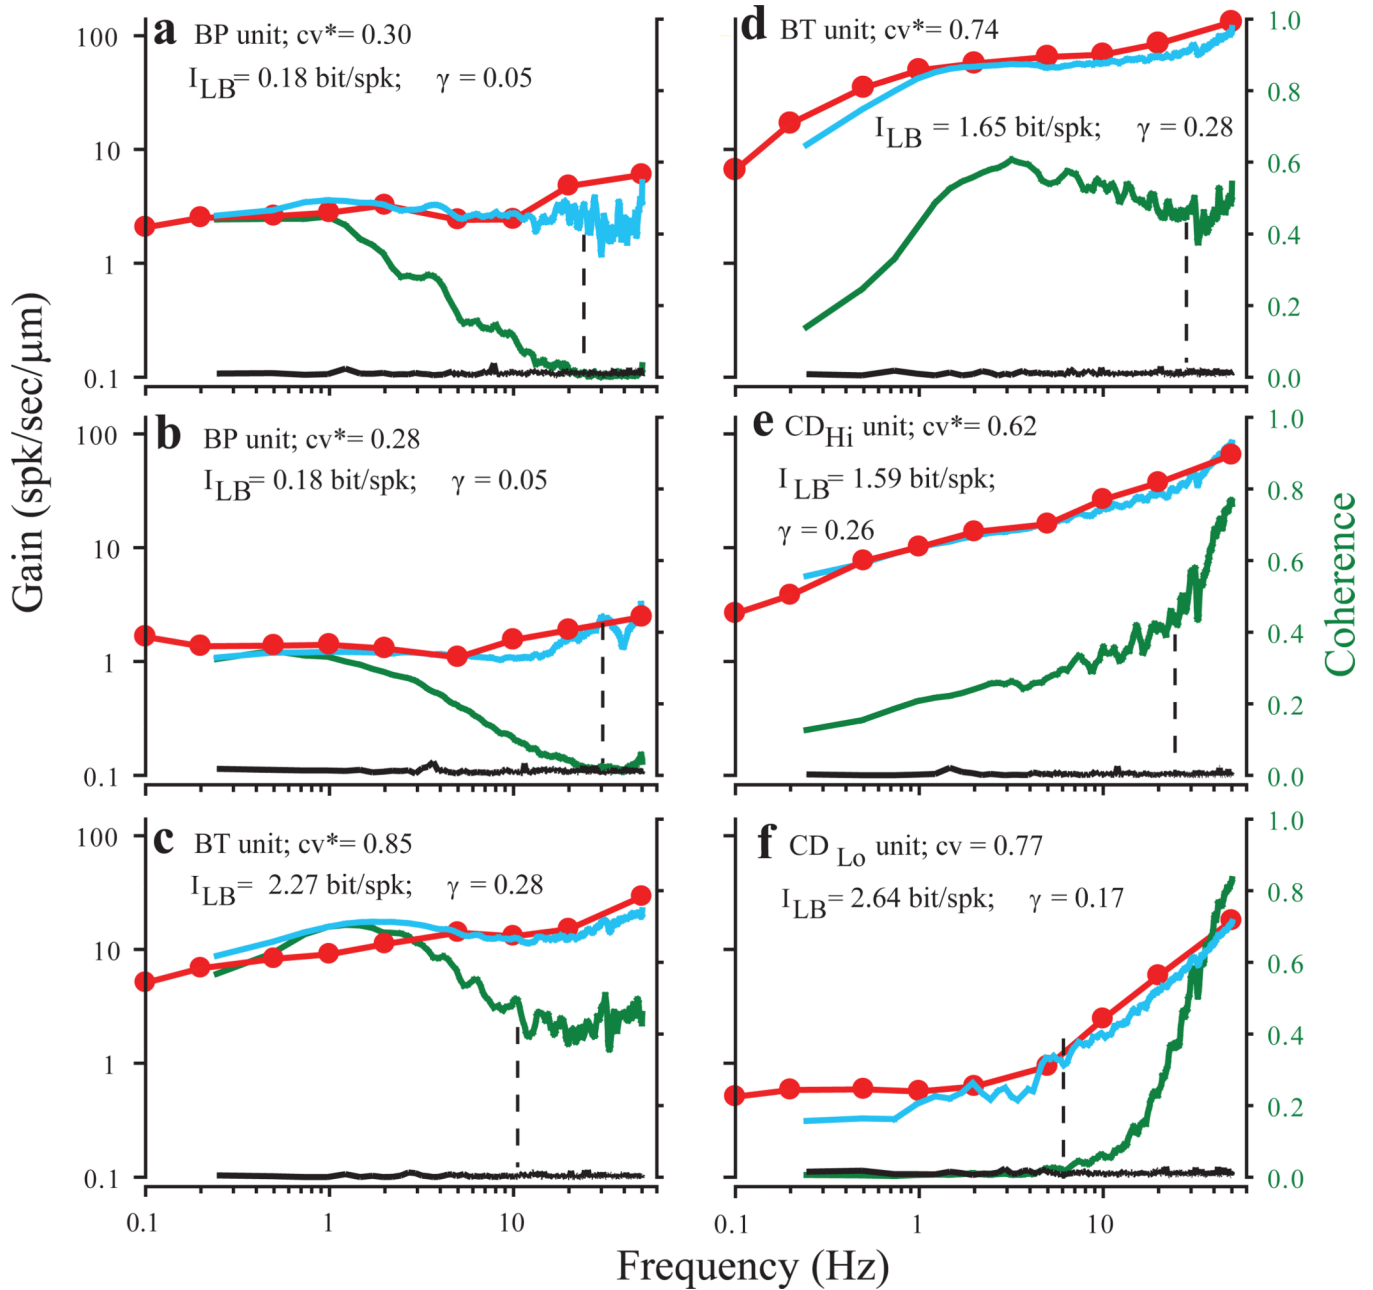 a BP unit; cv*= 0.30
I LB= 0.18 bit/spk; γ = 0.05
100
10
1
0.1
d BT unit; cv*= 0.74
I LB = 1.65 bit/spk; γ = 0.28
1.0
0.8
0.6
0.4
0.2
0.0
b BP unit; cv*= 0.28
I LB= 0.18 bit/spk; γ = 0.05
100
10
1
0.1
e CD Hi unit; cv*= 0.62
I LB= 1.59 bit/spk;
γ = 0.26
1.0
0.8
0.6
0.4
0.2
0.0
c BT unit; cv*= 0.85
I LB= 2.27 bit/spk; γ = 0.28
100
10
1
0.1
0.1 1 10
f CD Lo unit; cv = 0.77
I LB= 2.64 bit/spk; γ = 0.17
1.0
0.8
0.6
0.4
0.2
0.0
0.1 1 10
Gain (spk/sec/μm)
Coherence
Frequency (Hz)